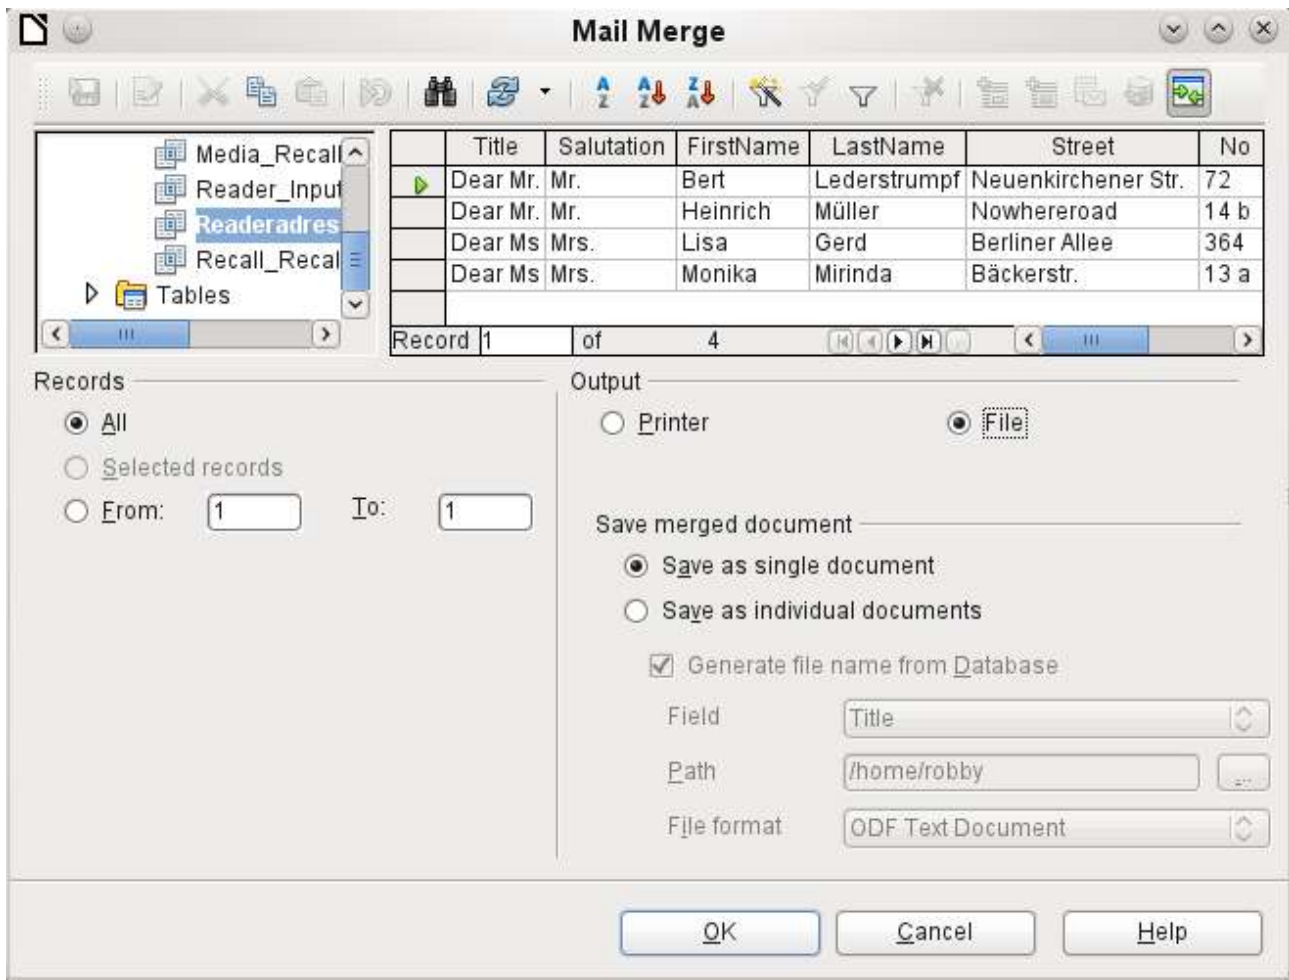 Mail Merge
Media_Recall
Reader_Input
Readeradres
Recall_Recal
Tables
Title Salutation FirstName LastName Street No
Dear Mr. Mr. Bert Lederstrumpf Neuenkirchener Str. 72
Dear Mr. Mr. Heinrich Müller Nowhereroad 14 b
Dear Ms Mrs. Lisa Gerd Berliner Allee 364
Dear Ms Mrs. Monika Mirinda Bäckerstr. 13 a
Record 1 of 4
Records
All
Selected records
From: 1 To: 1
Output
Printer File
Save merged document
Save as single document
Save as individual documents
Generate file name from Database
Field Title
Path /home/robby ...
File format ODF Text Document
OK Cancel Help